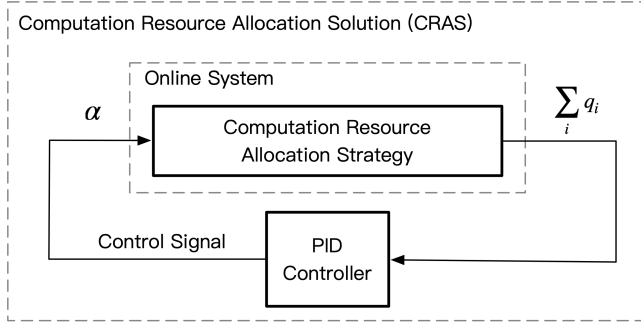 Computation Resource Allocation Solution (CRAS)
Online System
α
Computation Resource
Allocation Strategy
∑ q_i
i
Control Signal
PID
Controller